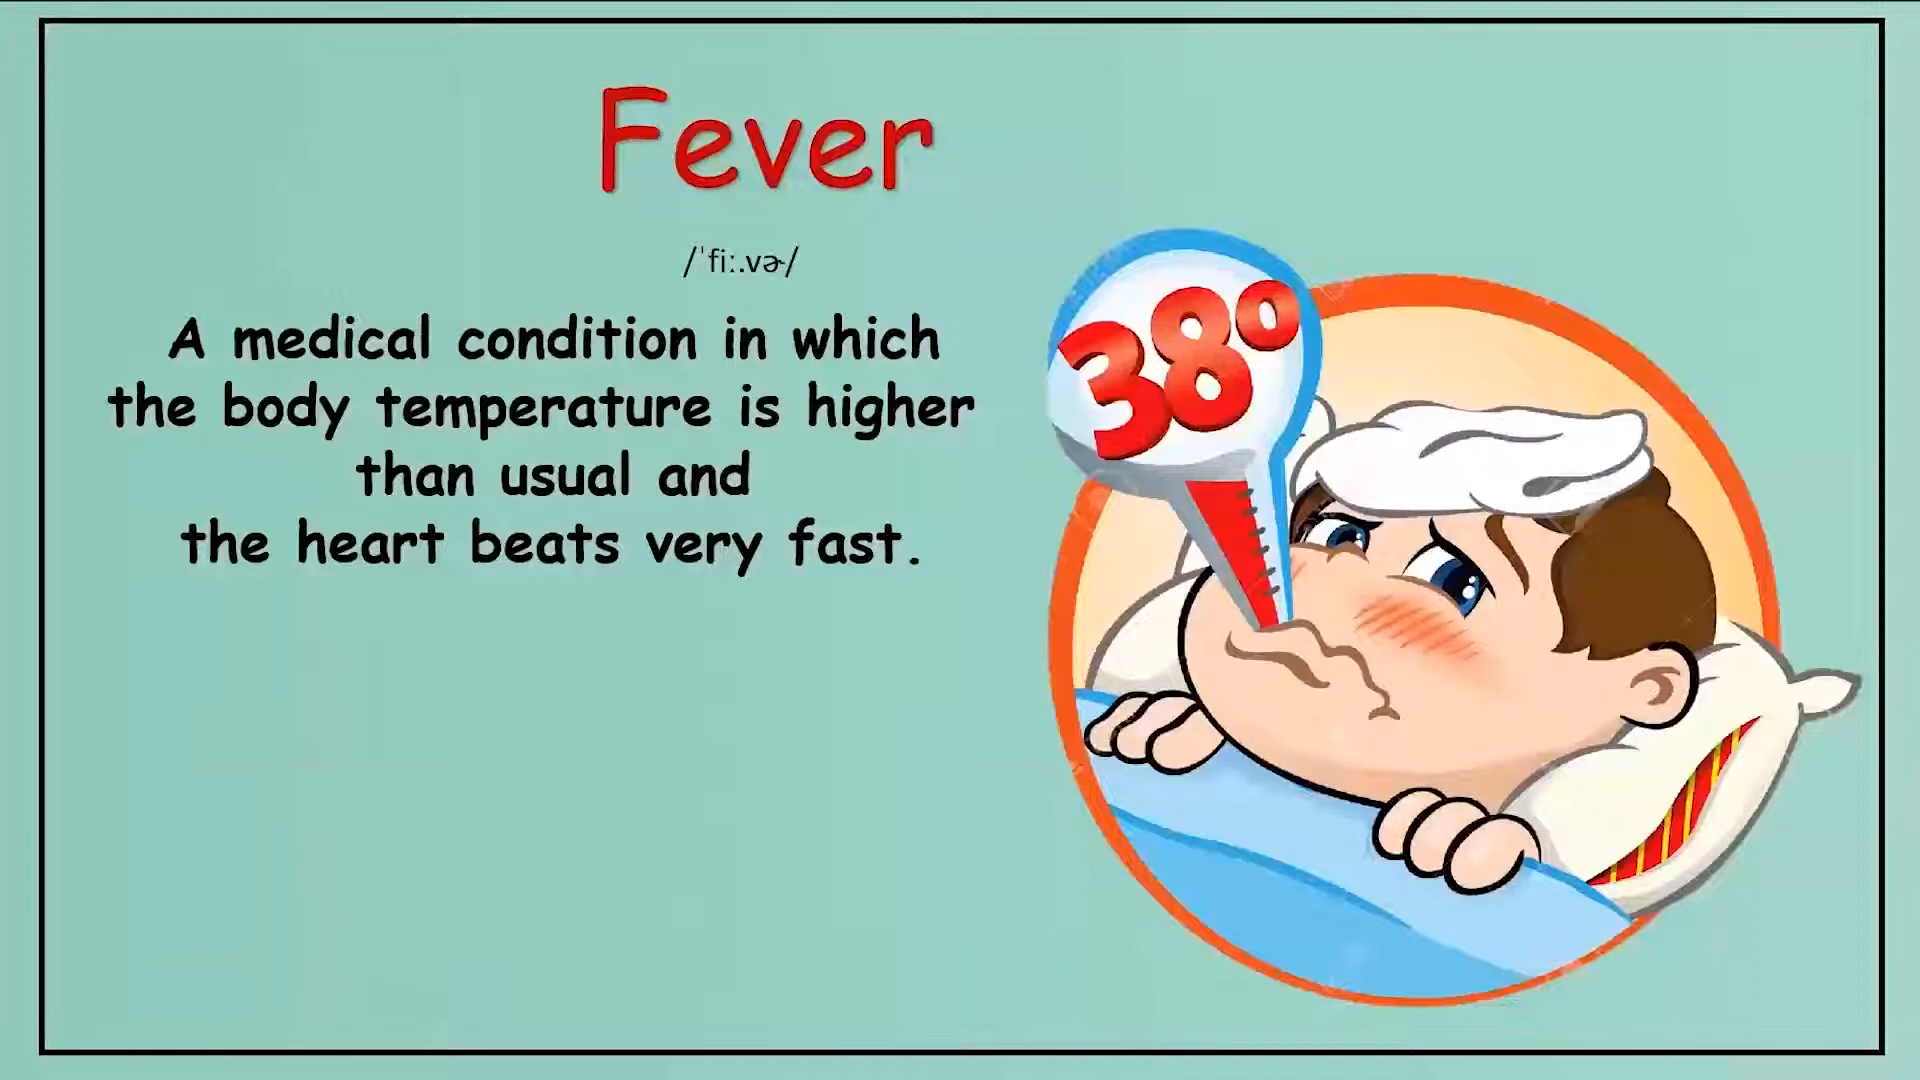 Fever
/ˈfiː.vɚ/
A medical condition in which
the body temperature is higher
than usual and
the heart beats very fast.
38º